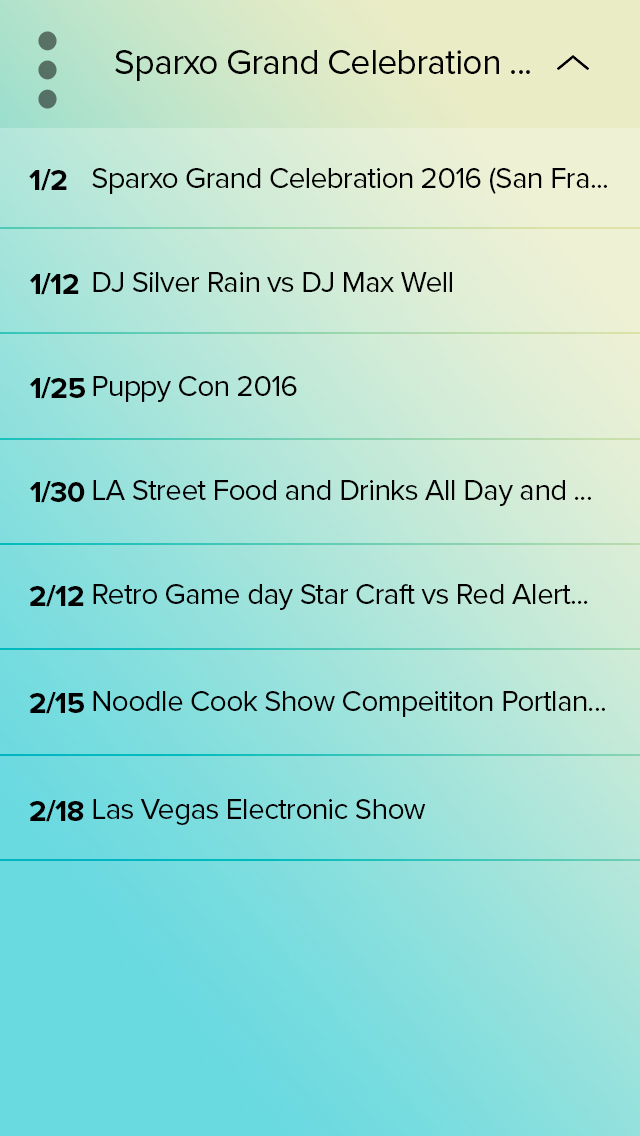 Sparxo Grand Celebration ...
1/2 Sparxo Grand Celebration 2016 (San Fra...
1/12 DJ Silver Rain vs DJ Max Well
1/25 Puppy Con 2016
1/30 LA Street Food and Drinks All Day and ...
2/12 Retro Game day Star Craft vs Red Alert...
2/15 Noodle Cook Show Compeititon Portlan...
2/18 Las Vegas Electronic Show